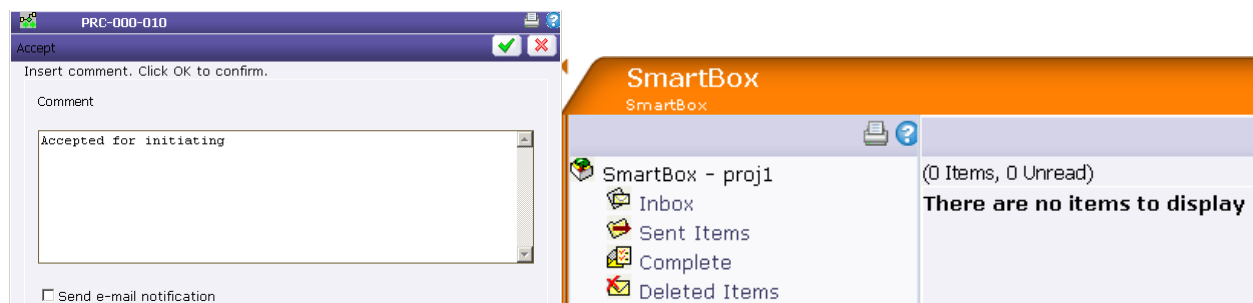 PRC-000-010
Accept
Insert comment. Click OK to confirm.
Comment
Accepted for initiating
Send e-mail notification
SmartBox
SmartBox
SmartBox - proj1
Inbox
Sent Items
Complete
Deleted Items
(0 Items, 0 Unread)
There are no items to display